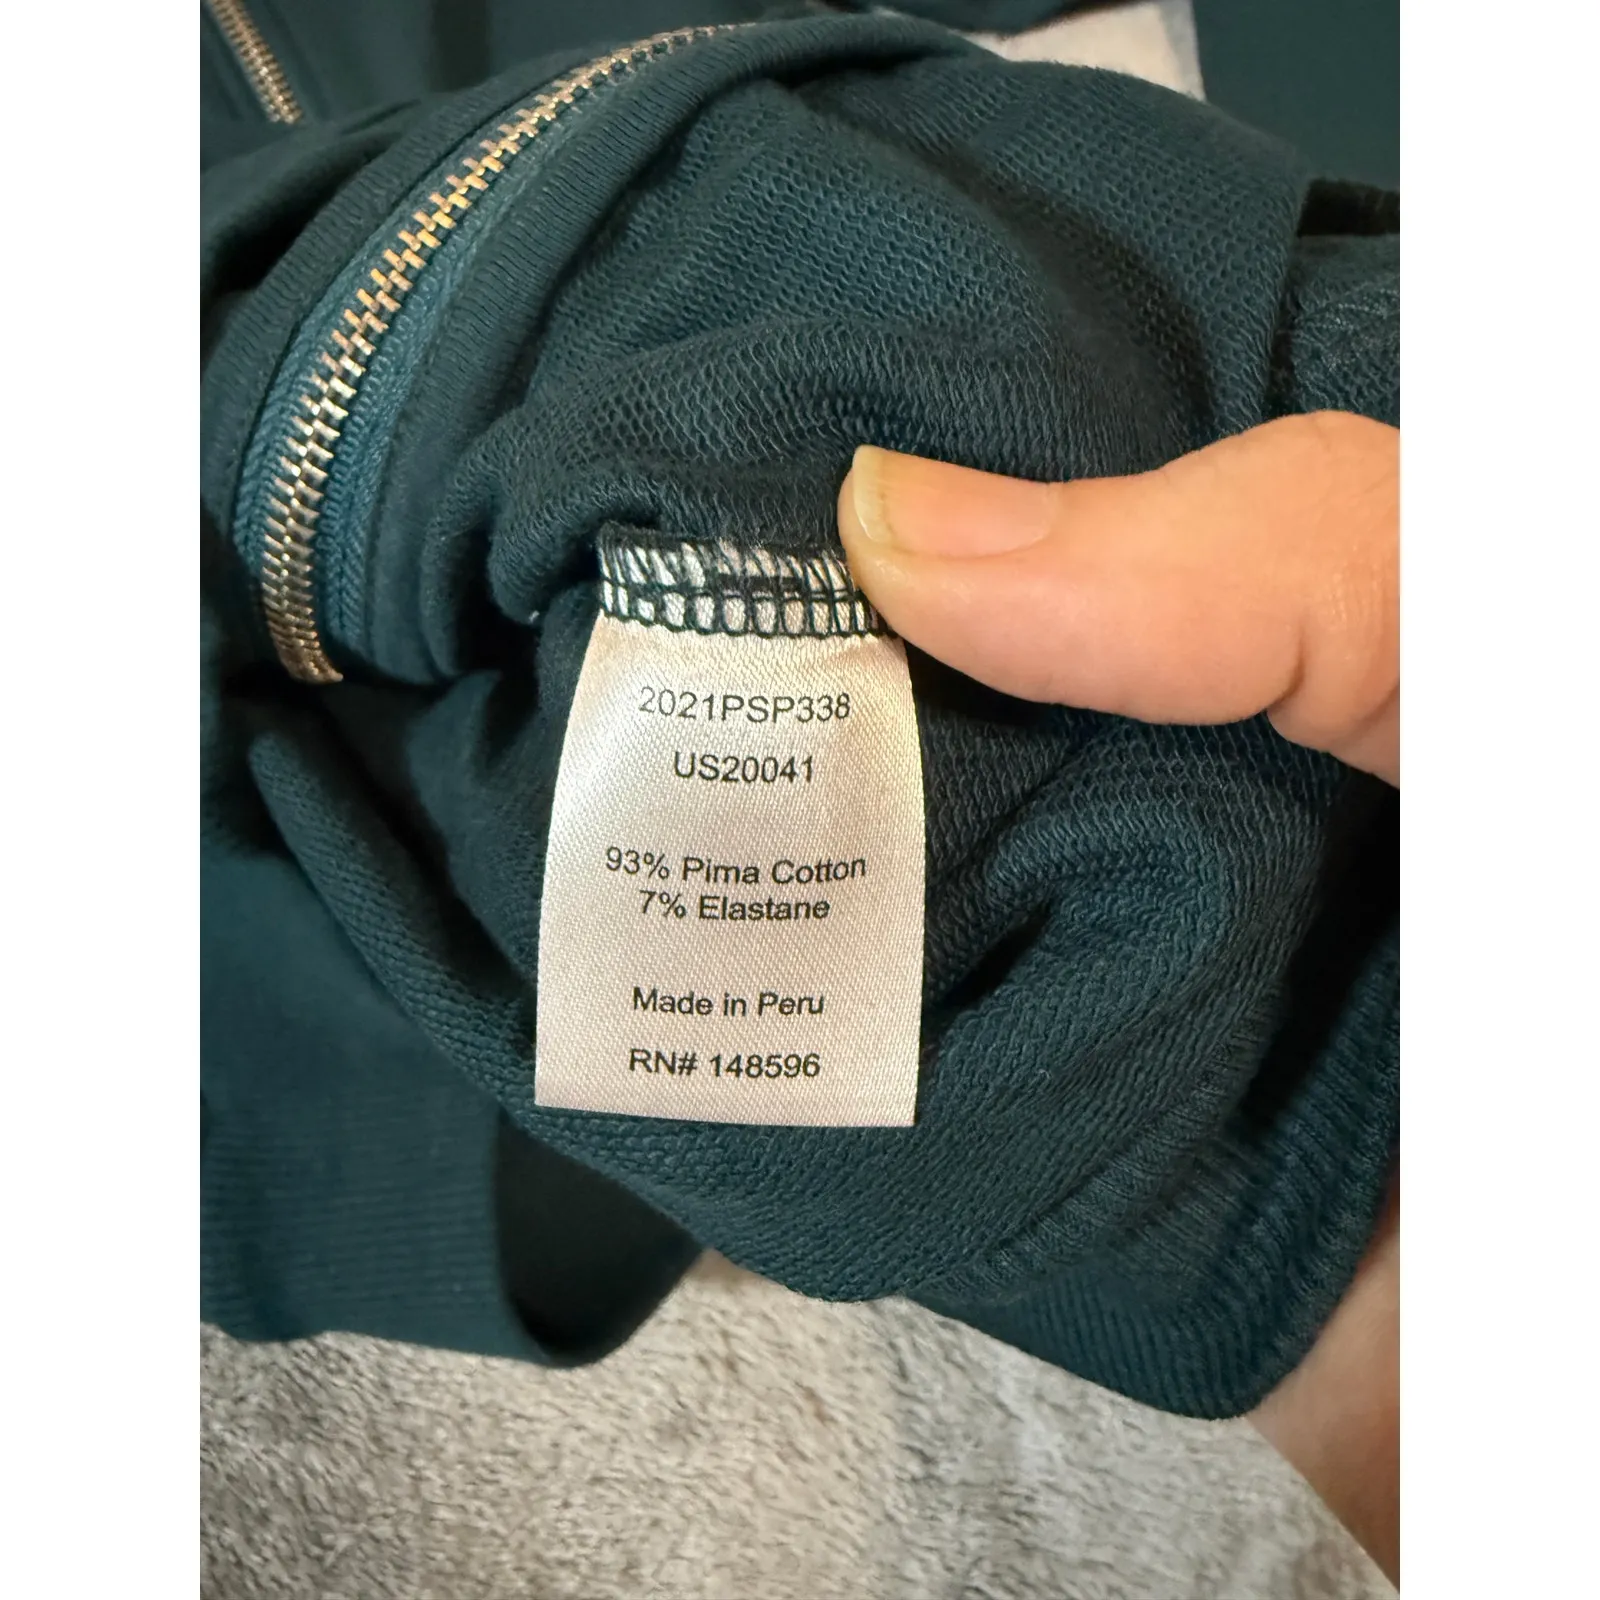 2021PSP338
US20041
93% Pima Cotton
7% Elastane
Made in Peru
RN# 148596